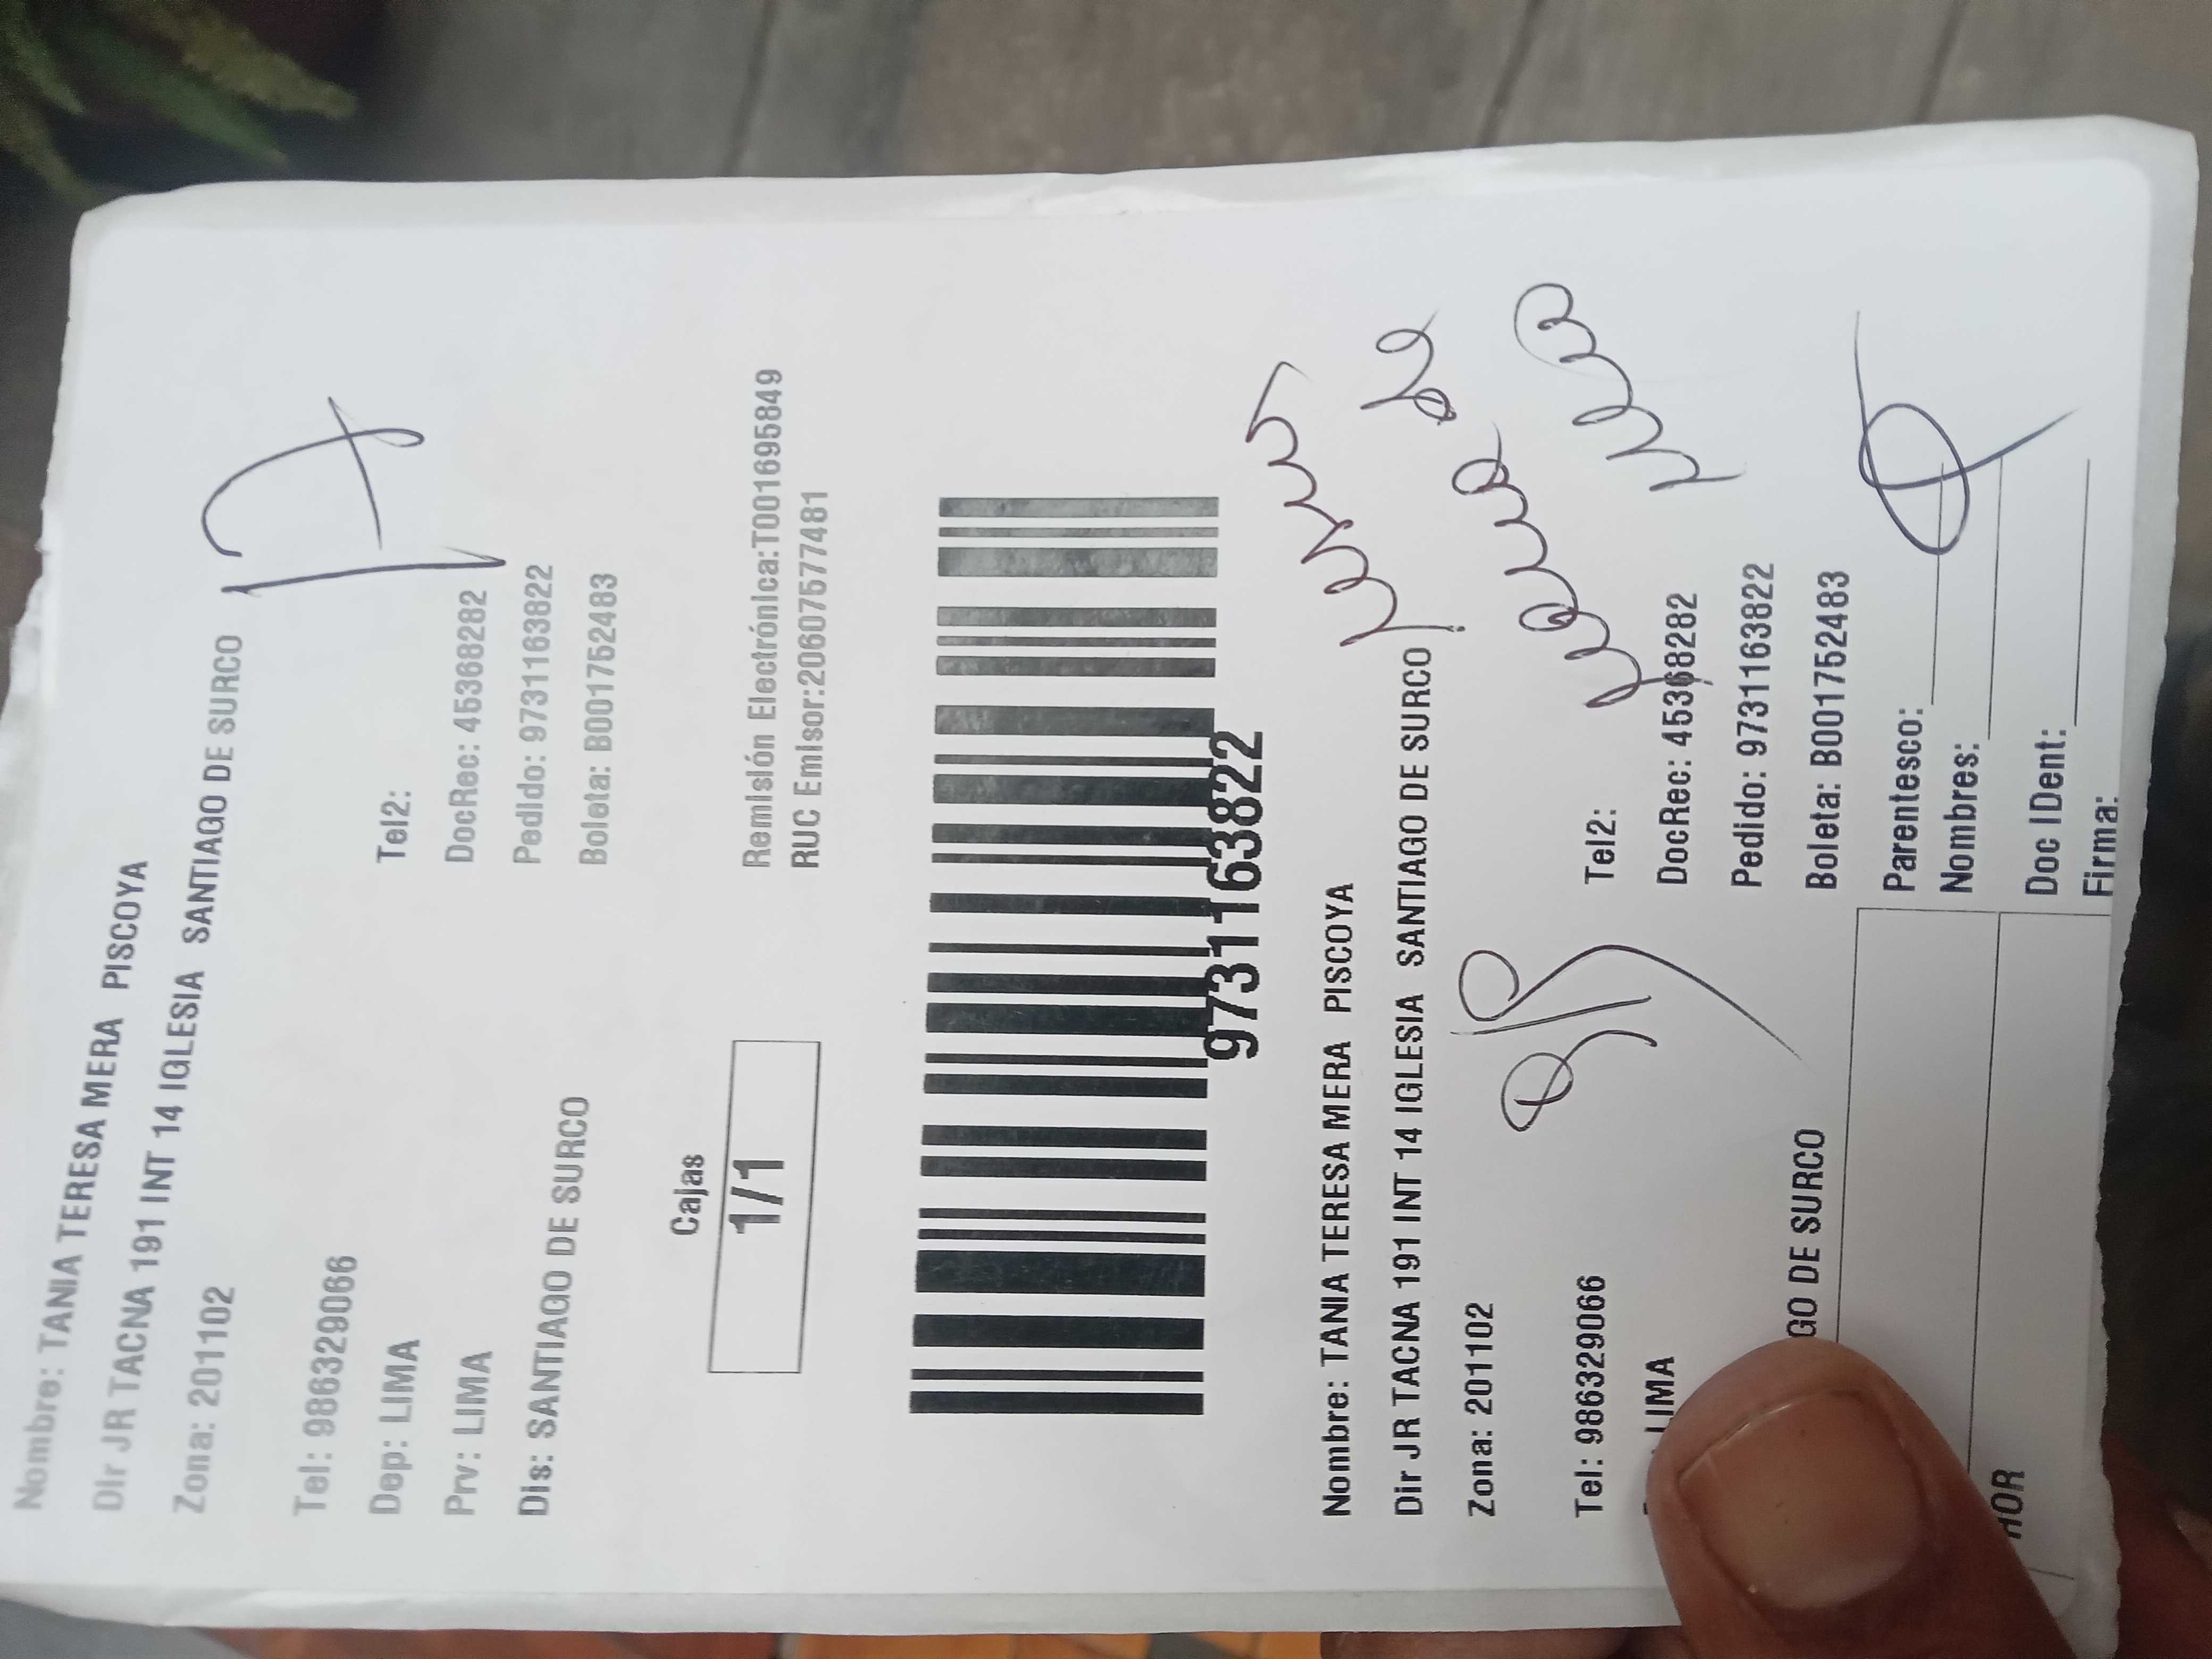 Nombre: TANIA TERESA MERA PISCOYA
Dir JR TACNA 191 INT 14 IGLESIA SANTIAGO DE SURCO
Zona: 201102
Tel: 986329066
Tel2:
Dep: LIMA
DocRec: 45368282
Prv: LIMA
Pedido: 9731163822
Dis: SANTIAGO DE SURCO
Boleta: B001752483
Cajas
1/1
Remisión Electrónica:T001695849
RUC Emisor:20607577481
9731163822
Nombre: TANIA TERESA MERA PISCOYA
Dir JR TACNA 191 INT 14 IGLESIA SANTIAGO DE SURCO
Zona: 201102
Tel: 986329066
Tel2:
LIMA
DocRec: 45368282
Pedido: 9731163822
GO DE SURCO
Boleta: B001752483
Parentesco:
Nombres:
Doc IDent:
HOR
Firma: